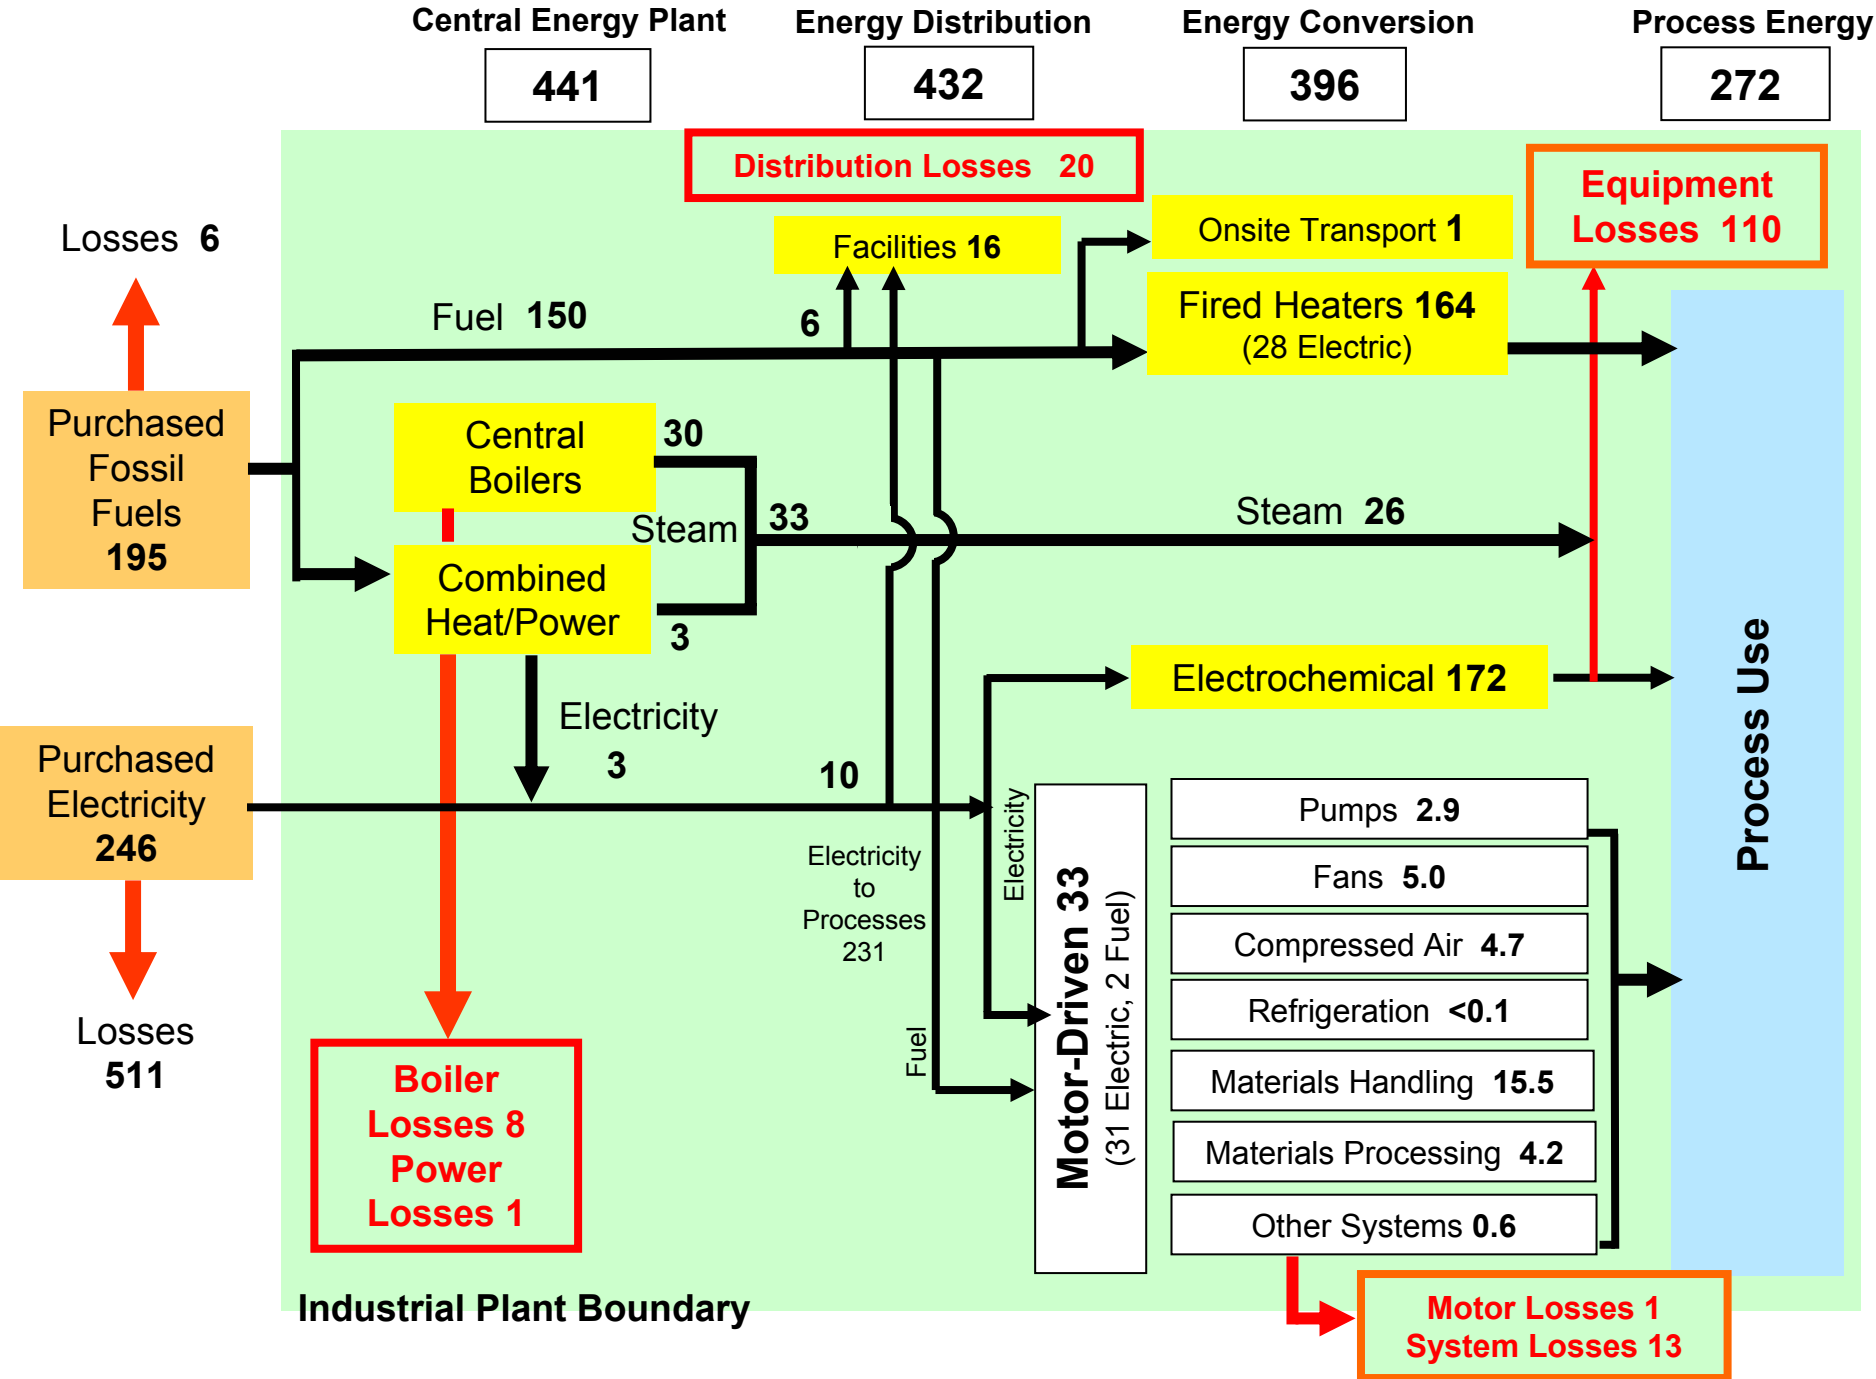 Central Energy Plant
Energy Distribution
Energy Conversion
Process Energy
441
432
396
272
Distribution Losses 20
Equipment
Losses 110
Losses 6
Facilities 16
Onsite Transport 1
Fuel 150
6
Fired Heaters 164
(28 Electric)
Purchased
Fossil
Fuels
195
Central
Boilers
30
Steam
33
Steam 26
Combined
Heat/Power
3
Electrochemical 172
Electricity
3
Purchased
Electricity
246
10
Electricity
to
Processes
231
Electricity
Fuel
Motor-Driven 33
(31 Electric, 2 Fuel)
Pumps 2.9
Fans 5.0
Compressed Air 4.7
Refrigeration <0.1
Materials Handling 15.5
Materials Processing 4.2
Other Systems 0.6
Process Use
Losses
511
Boiler
Losses 8
Power
Losses 1
Industrial Plant Boundary
Motor Losses 1
System Losses 13